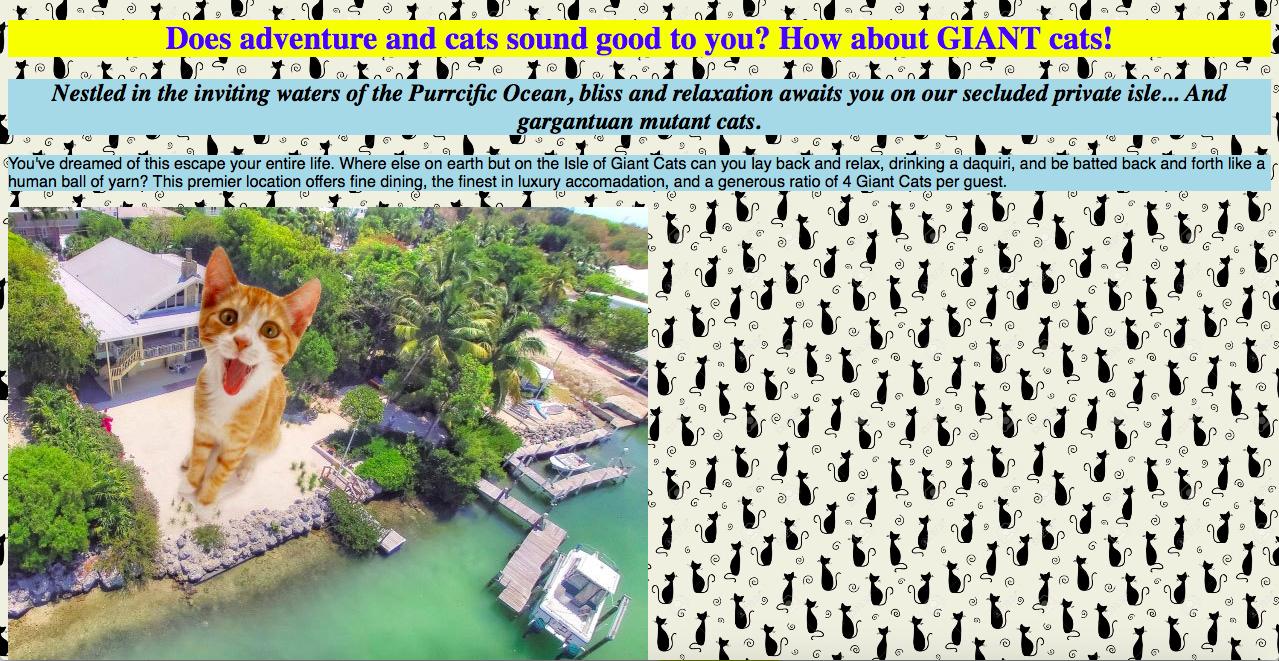 Does adventure and cats sound good to you? How about GIANT cats!
Nestled in the inviting waters of the Purrcific Ocean, bliss and relaxation awaits you on our secluded private isle... And
gargantuan mutant cats.
You've dreamed of this escape your entire life. Where else on earth but on the Isle of Giant Cats can you lay back and relax, drinking a daquiri, and be batted back and forth like a
human ball of yarn? This premier location offers fine dining, the finest in luxury accomadation, and a generous ratio of 4 Giant Cats per guest.